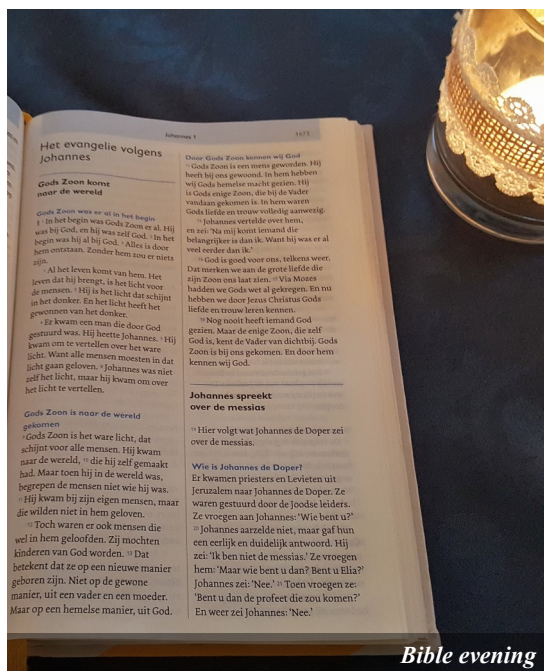 Johannes 1
Het evangelie volgens
Johannes
Gods Zoon komt
naar de wereld
Gods Zoon was er al in het begin
1 1 In het begin was Gods Zoon er al. Hij
was bij God, en hij was zelf God. 2 In het
begin was hij al bij God. 3 Alles is door
hem ontstaan. Zonder hem zou er niets
zijn.
4 Al het leven komt van hem. Het
leven dat hij brengt, is het licht voor
de mensen. 5 Hij is het licht dat schijnt
in het donker. En het licht heeft het
gewonnen van het donker.
6 Er kwam een man die door God
gestuurd was. Hij heette Johannes. 7 Hij
kwam om te vertellen over het ware
licht. Want alle mensen moesten in dat
licht gaan geloven. 8 Johannes was niet
zelf het licht, maar hij kwam om over
het licht te vertellen.
Gods Zoon is naar de wereld
gekomen
9 Gods Zoon is het ware licht, dat
schijnt voor alle mensen. Hij kwam
naar de wereld, 10 die hij zelf gemaakt
had. Maar toen hij in de wereld was,
begrepen de mensen niet wie hij was.
11 Hij kwam bij zijn eigen mensen, maar
die wilden niet in hem geloven.
12 Toch waren er ook mensen die
wel in hem geloofden. Zij mochten
kinderen van God worden. 13 Dat
betekent dat ze op een nieuwe manier
geboren zijn. Niet op de gewone
manier, uit een vader en een moeder.
Maar op een hemelse manier, uit God.
Door Gods Zoon kennen wij God
14 Gods Zoon is een mens geworden. Hij
heeft bij ons gewoond. In hem hebben
wij Gods hemelse macht gezien. Hij
is Gods enige Zoon, die bij de Vader
vandaan gekomen is. In hem waren
Gods liefde en trouw volledig aanwezig.
15 Johannes vertelde over hem,
en zei: 'Na mij komt iemand die
belangrijker is dan ik. Want hij was er al
veel eerder dan ik.'
16 God is goed voor ons, telkens weer.
Dat merken we aan de grote liefde die
zijn Zoon ons laat zien. 17 Via Mozes
hadden we Gods wet al gekregen. En nu
hebben we door Jezus Christus Gods
liefde en trouw leren kennen.
18 Nog nooit heeft iemand God
gezien. Maar de enige Zoon, die zelf
God is, kent de Vader van dichtbij. Gods
Zoon is bij ons gekomen. En door hem
kennen wij God.
Johannes spreekt
over de messias
19 Hier volgt wat Johannes de Doper zei
over de messias.
Wie is Johannes de Doper?
Er kwamen priesters en Levieten uit
Jeruzalem naar Johannes de Doper. Ze
waren gestuurd door de Joodse leiders.
Ze vroegen aan Johannes: 'Wie bent u?'
20 Johannes aarzelde niet, maar gaf hun
een eerlijk en duidelijk antwoord. Hij
zei: 'Ik ben niet de messias.' 21 Ze vroegen
hem: 'Maar wie bent u dan? Bent u Elia?'
Johannes zei: 'Nee.' Toen vroegen ze:
'Bent u dan de profeet die zou komen?'
En weer zei Johannes: 'Nee.'
Bible evening